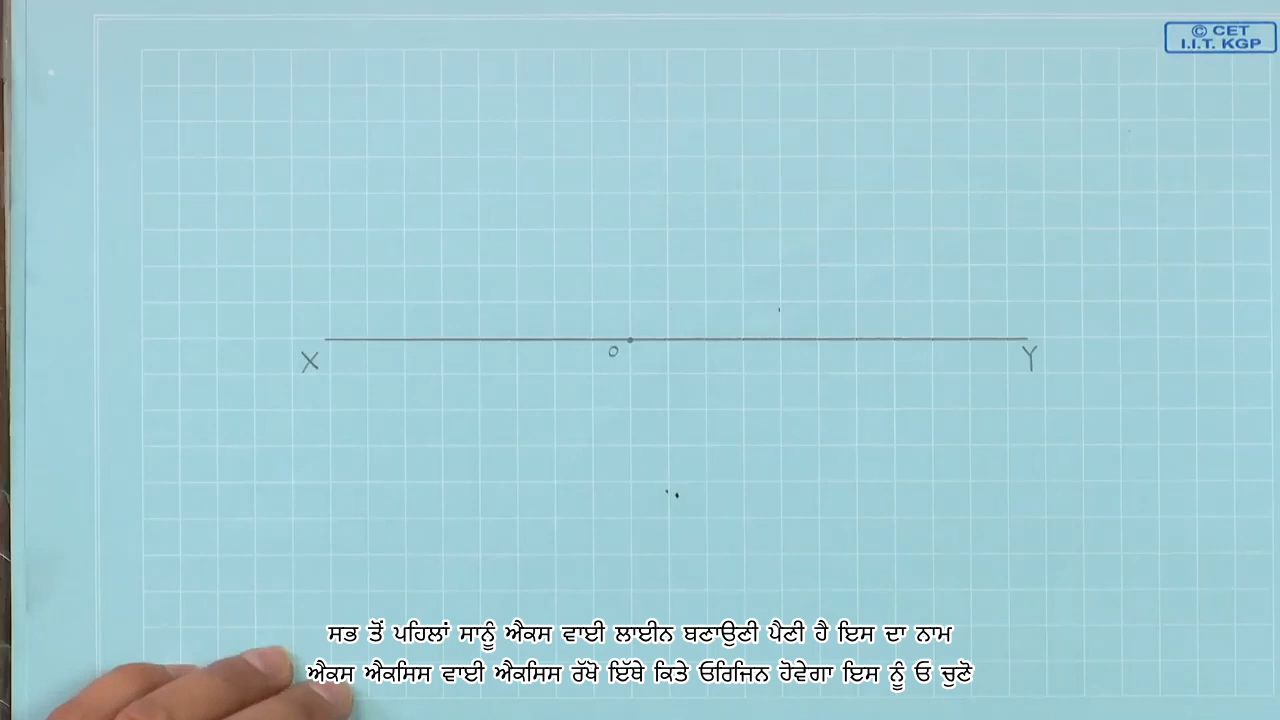 © CET
I.I.T. KGP
X
O
Y
ਸਭ ਤੋਂ ਪਹਿਲਾਂ ਸਾਨੂੰ ਐਕਸ ਵਾਈ ਲਾਈਨ ਬਣਾਉਣੀ ਪੈਣੀ ਹੈ ਇਸ ਦਾ ਨਾਮ
ਐਕਸ ਐਕਸਿਸ ਵਾਈ ਐਕਸਿਸ ਰੱਖੋ ਇੱਥੇ ਕਿਤੇ ਓਰਿਜਿਨ ਹੋਵੇਗਾ ਇਸ ਨੂੰ ਓ ਚੁਣੋ